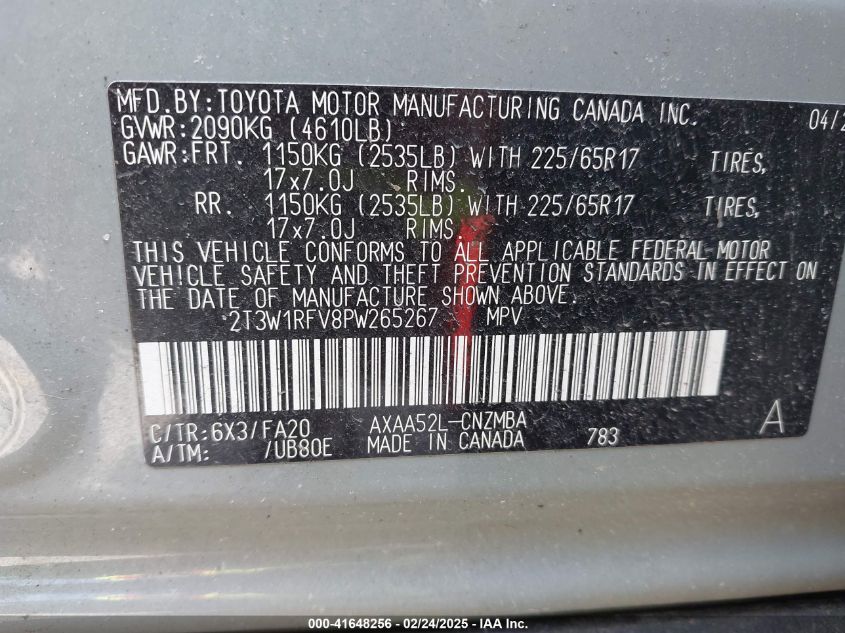 MFD.BY:TOYOTA MOTOR MANUFACTURING CANADA INC. 04/2
GVWR:2090KG (4610LB)
GAWR:FRT. 1150KG (2535LB) WITH 225/65R17 TIRES,
17x7.0J RIMS.
RR. 1150KG (2535LB) WITH 225/65R17 TIRES,
17x7.0J RIMS.
THIS VEHICLE CONFORMS TO ALL APPLICABLE FEDERAL MOTOR
VEHICLE SAFETY AND THEFT PREVENTION STANDARDS IN EFFECT ON
THE DATE OF MANUFACTURE SHOWN ABOVE.
2T3W1RFV8PW265267 MPV
C/TR:6X3/FA20 AXAA52L-CNZMBA A
A/TM: /UB80E MADE IN CANADA 783
000-41648256 - 02/24/2025 - IAA Inc.